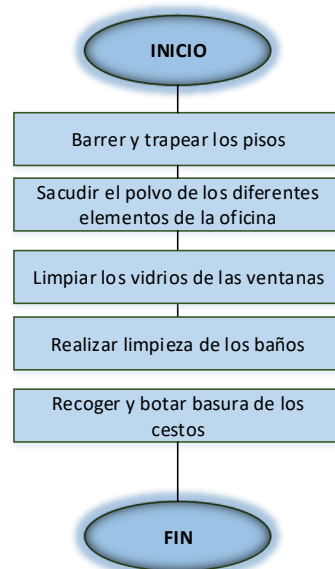 INICIO
Barrer y trapear los pisos
Sacudir el polvo de los diferentes
elementos de la oficina
Limpiar los vidrios de las ventanas
Realizar limpieza de los baños
Recoger y botar basura de los
cestos
FIN